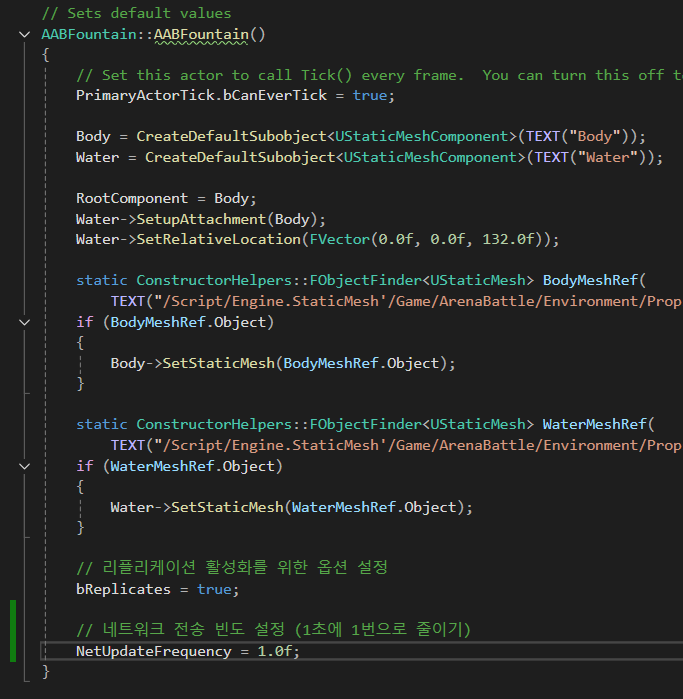 // Sets default values
AABFountain::AABFountain()
{
// Set this actor to call Tick() every frame.  You can turn this off
PrimaryActorTick.bCanEverTick = true;
Body = CreateDefaultSubobject<UStaticMeshComponent>(TEXT("Body"));
Water = CreateDefaultSubobject<UStaticMeshComponent>(TEXT("Water"));
RootComponent = Body;
Water->SetupAttachment(Body);
Water->SetRelativeLocation(FVector(0.0f, 0.0f, 132.0f));
static ConstructorHelpers::FObjectFinder<UStaticMesh> BodyMeshRef(
TEXT("/Script/Engine.StaticMesh'/Game/ArenaBattle/Environment/Prop
if (BodyMeshRef.Object)
{
Body->SetStaticMesh(BodyMeshRef.Object);
}
static ConstructorHelpers::FObjectFinder<UStaticMesh> WaterMeshRef(
TEXT("/Script/Engine.StaticMesh'/Game/ArenaBattle/Environment/Prop
if (WaterMeshRef.Object)
{
Water->SetStaticMesh(WaterMeshRef.Object);
}
// 리플리케이션 활성화를 위한 옵션 설정
bReplicates = true;
// 네트워크 전송 빈도 설정 (1초에 1번으로 줄이기)
NetUpdateFrequency = 1.0f;
}